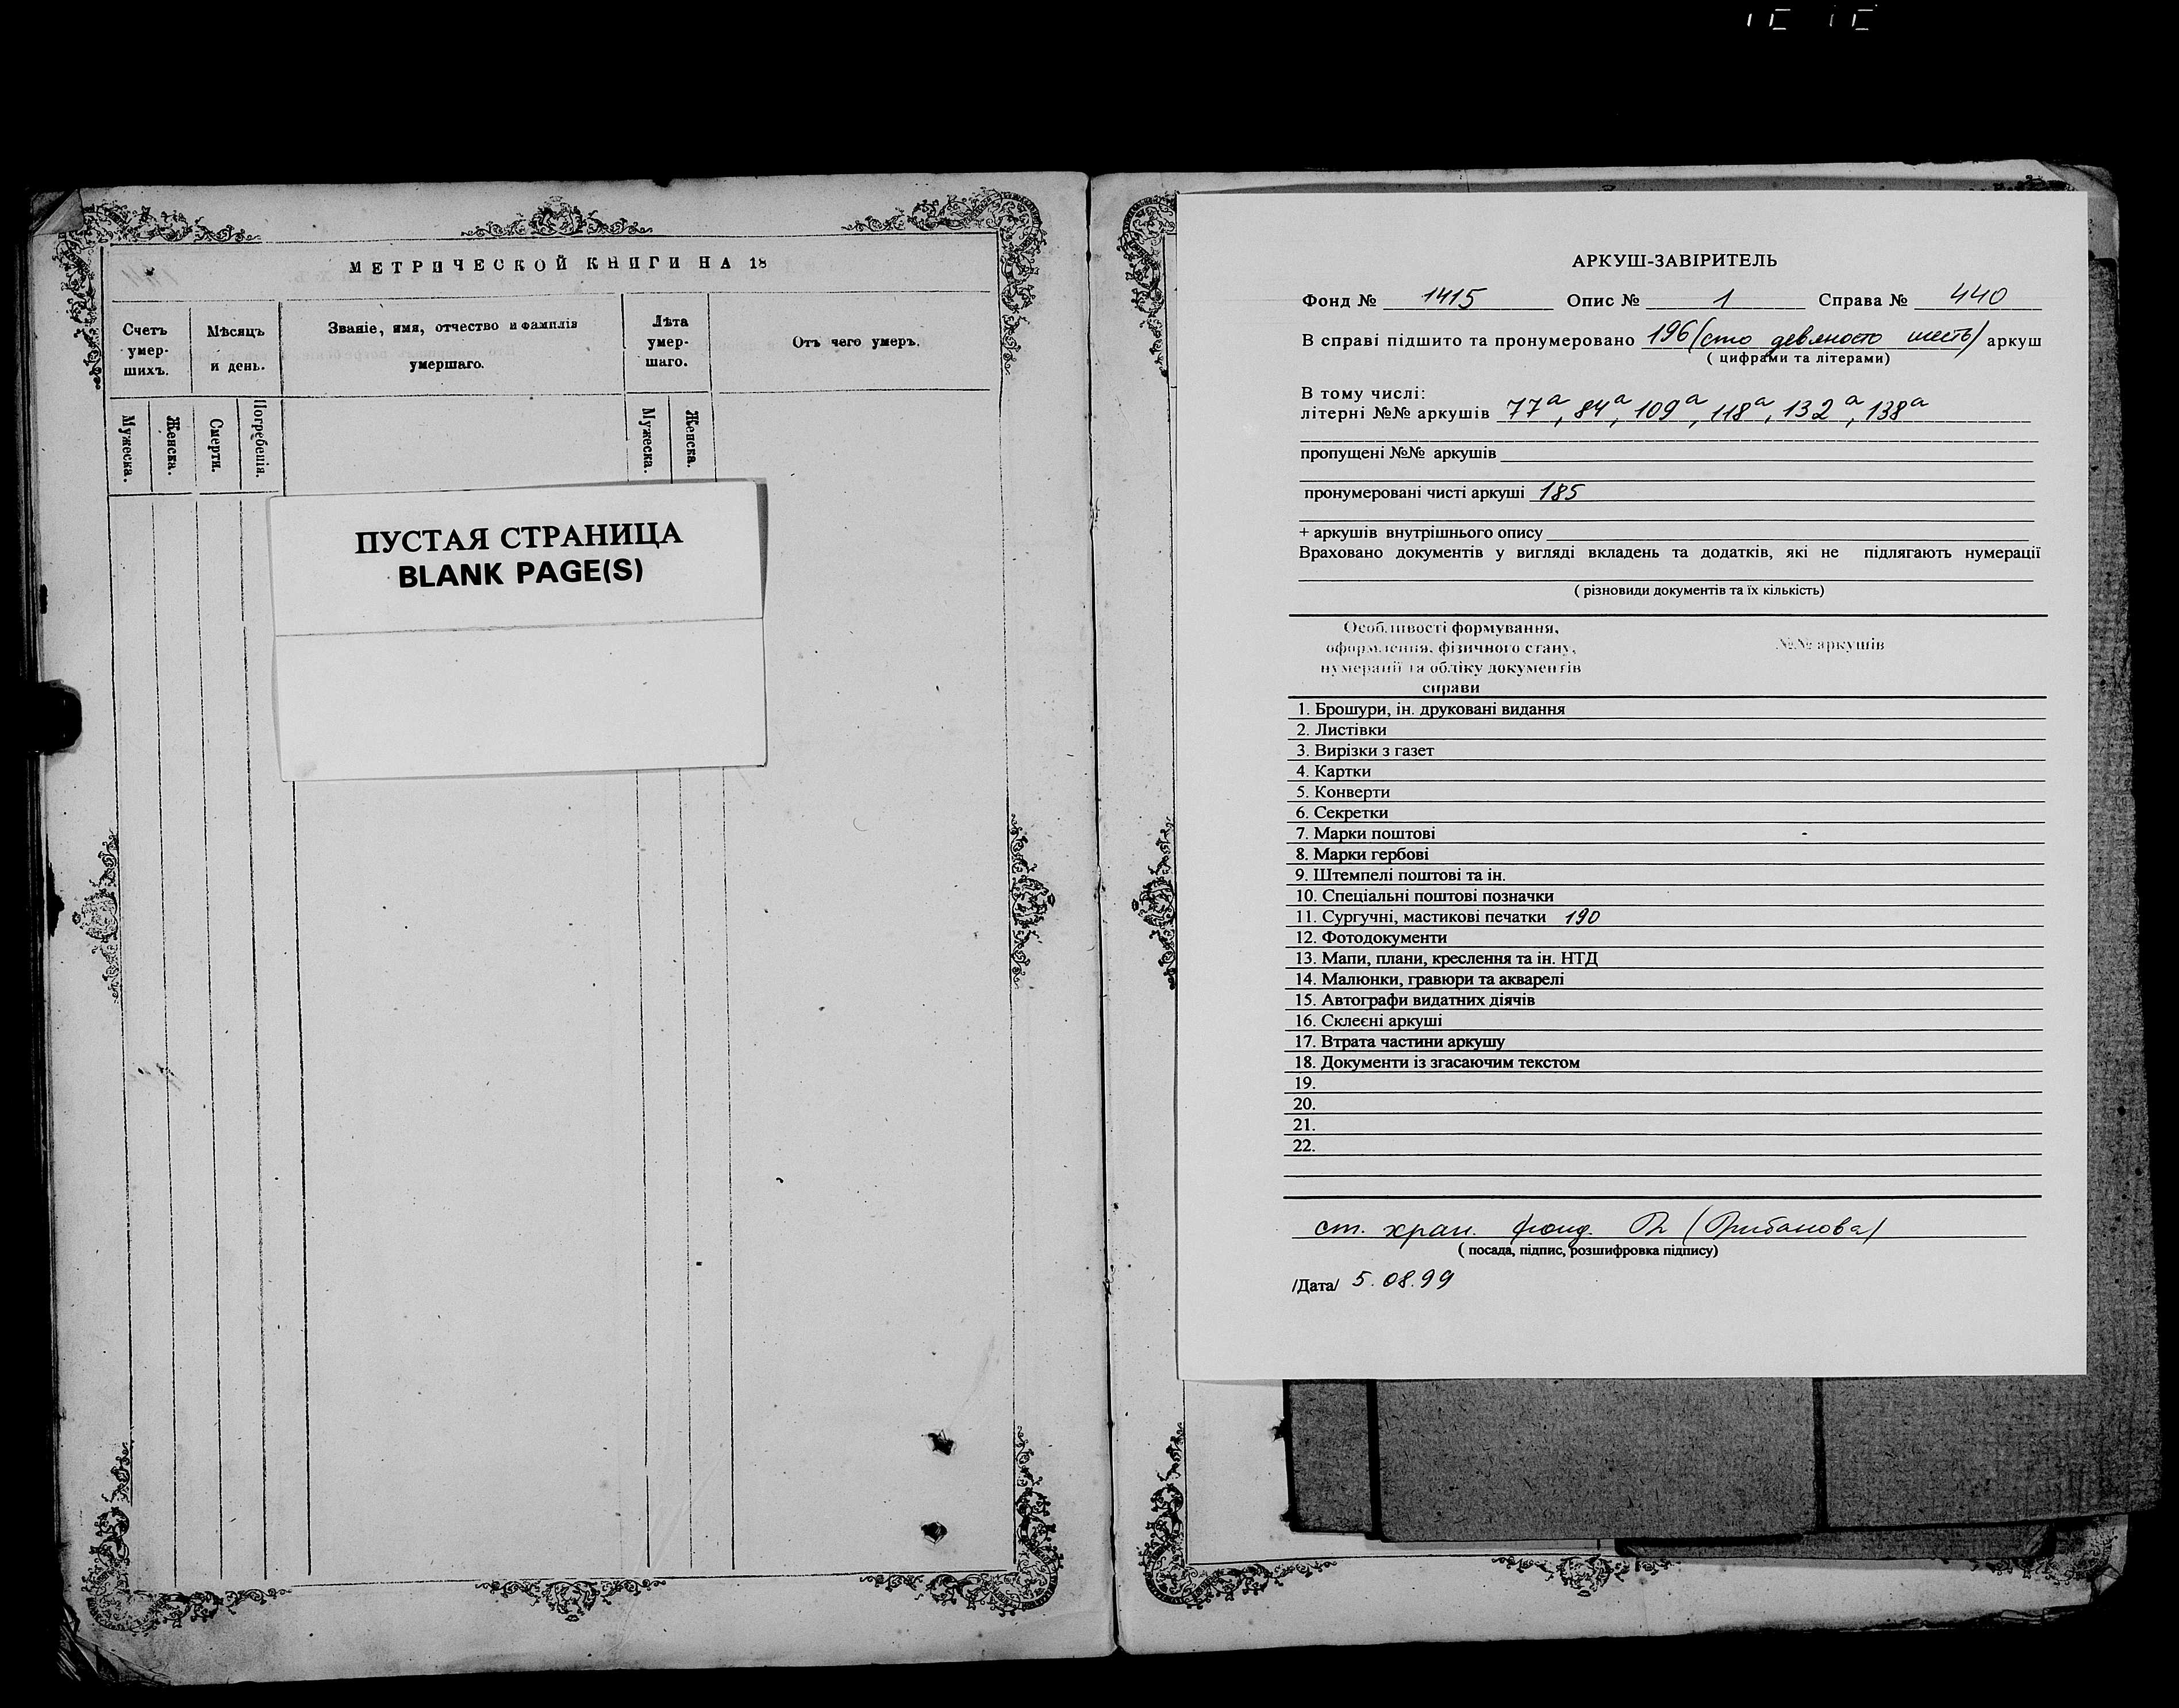 МЕТРИЧЕСКОЙ КНИГИ НА 18
Счетъ умер-шихъ.
Мѣсяцъ и день.
Званіе, имя, отчество и фамилія умершаго.
Лѣта умер-шаго.
Отъ чего умеръ.
Мужеска.
Женска.
Смерти.
Погребенія.
Мужеска.
Женска.
ПУСТАЯ СТРАНИЦА
BLANK PAGE(S)
АРКУШ-ЗАВІРИТЕЛЬ
Фонд № 1415 Опис № 1 Справа № 440
В справі підшито та пронумеровано 196 (сто девяносто шесть) аркуш
( цифрами та літерами)
В тому числі:
літерні №№ аркушів 77а, 84а, 109а, 118а, 132а, 138а
пропущені №№ аркушів
пронумеровані чисті аркуші 185
+ аркушів внутрішнього опису
Враховано документів у вигляді вкладень та додатків, які не підлягають нумерації
( різновиди документів та їх кількість)
Особливості формування,
оформлення, фізичного стану,
нумерації та обліку документів
справи
№№ аркушів
1. Брошури, ін. друковані видання
2. Листівки
3. Вирізки з газет
4. Картки
5. Конверти
6. Секретки
7. Марки поштові -
8. Марки гербові
9. Штемпелі поштові та ін.
10. Спеціальні поштові позначки
11. Сургучні, мастикові печатки 190
12. Фотодокументи
13. Мапи, плани, креслення та ін. НТД
14. Малюнки, гравюри та акварелі
15. Автографи видатних діячів
16. Склеєні аркуші
17. Втрата частини аркушу
18. Документи із згасаючим текстом
19.
20.
21.
22.
ст. хран. фонд.
( посада, підпис, розшифровка підпису)
/Дата/ 5.08.99